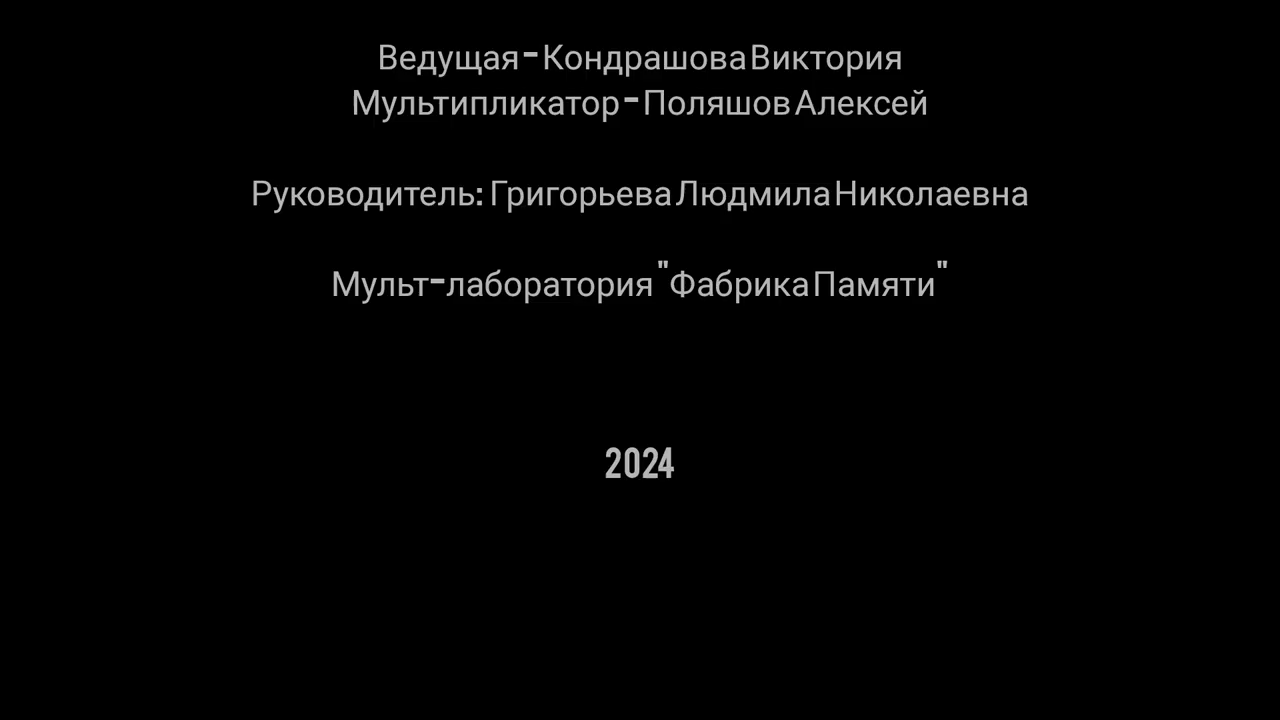 Ведущая - Кондрашова Виктория
Мультипликатор - Поляшов Алексей
Руководитель: Григорьева Людмила Николаевна
Мульт-лаборатория "Фабрика Памяти"
2024